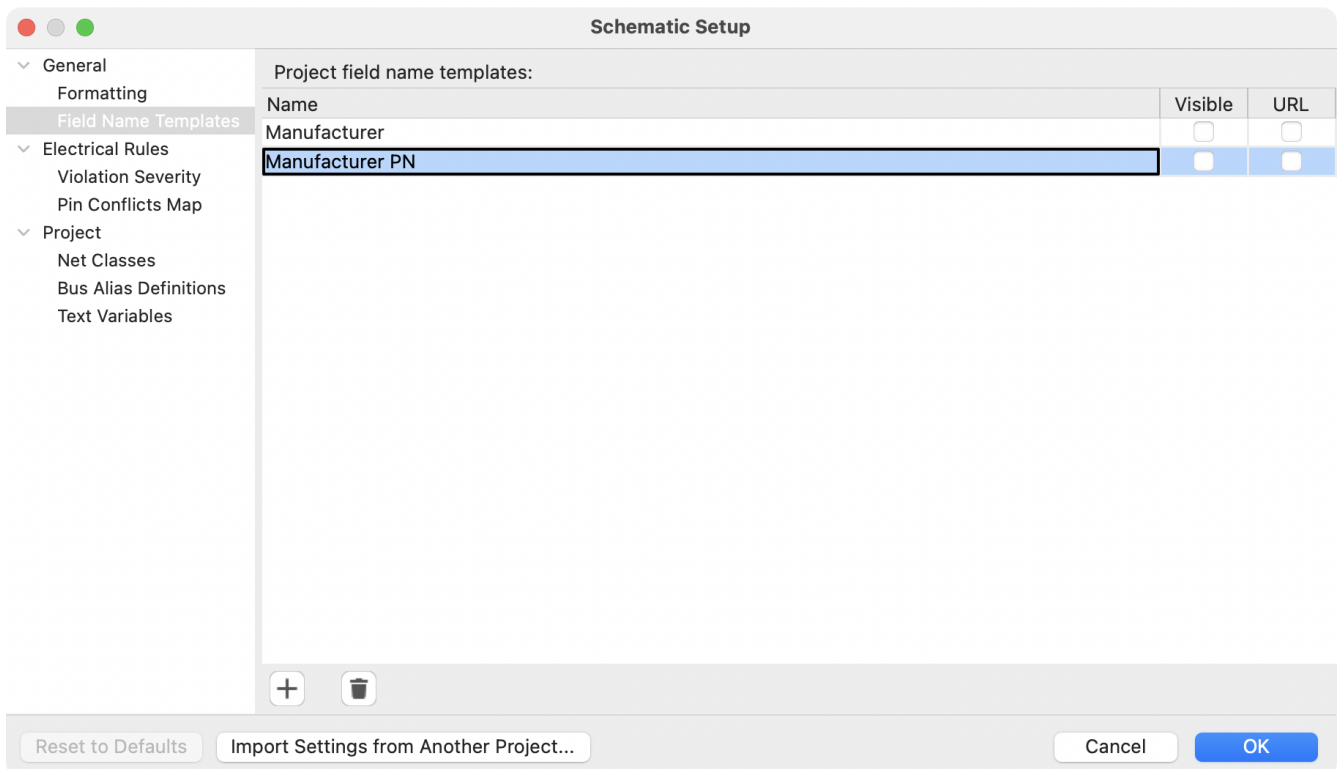 Schematic Setup
General
Formatting
Field Name Templates
Electrical Rules
Violation Severity
Pin Conflicts Map
Project
Net Classes
Bus Alias Definitions
Text Variables
Project field name templates:
Name Visible URL
Manufacturer
Manufacturer PN
Reset to Defaults Import Settings from Another Project... Cancel OK